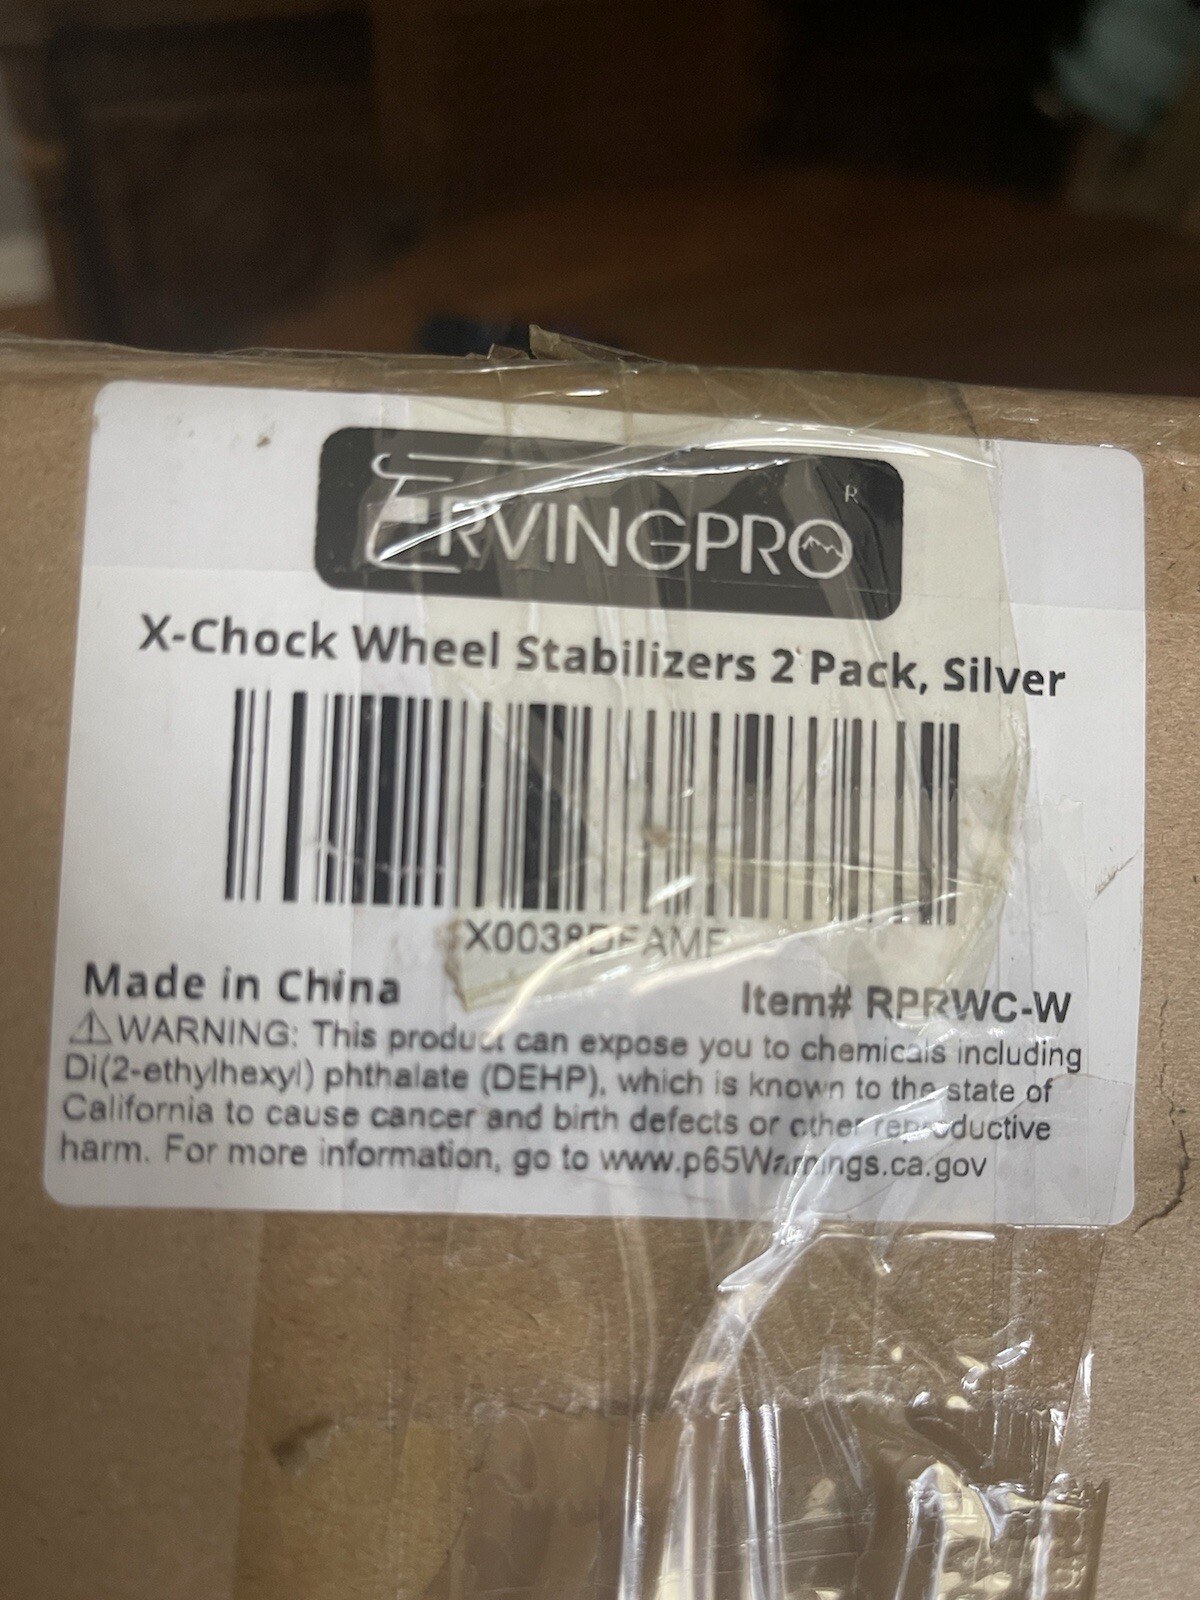 ERVINGPRO
R
X-Chock Wheel Stabilizers 2 Pack, Silver
Made in China
Item# RPRWC-W
WARNING: This product can expose you to chemicals including
Di(2-ethylhexyl) phthalate (DEHP), which is known to the state of
California to cause cancer and birth defects or other reproductive
harm. For more information, go to www.p65Warnings.ca.gov